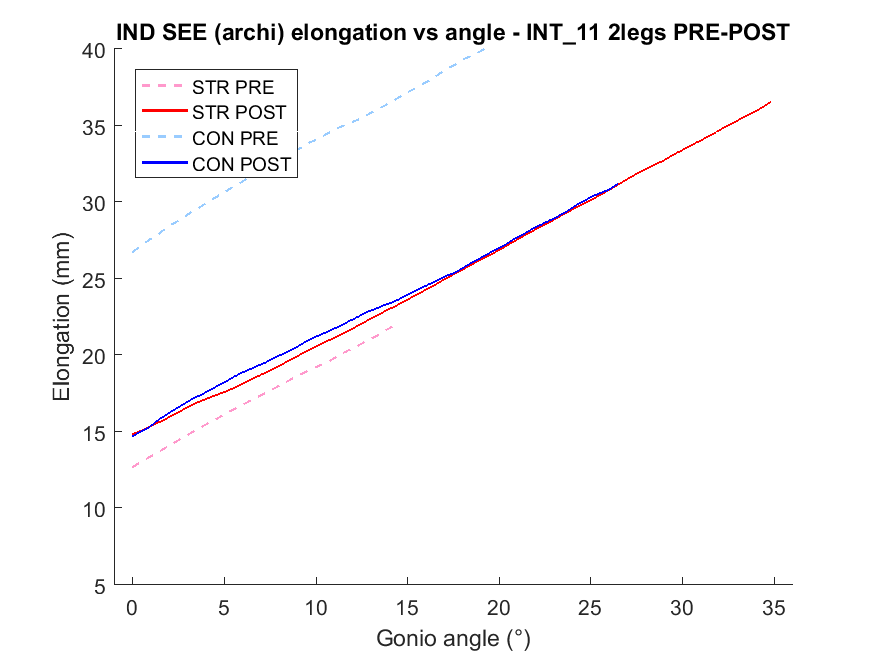 IND SEE (archi) elongation vs angle - INT_11 2legs PRE-POST
40
35
30
25
20
15
10
5
STR PRE
STR POST
CON PRE
CON POST
Elongation (mm)
0 5 10 15 20 25 30 35
Gonio angle (°)